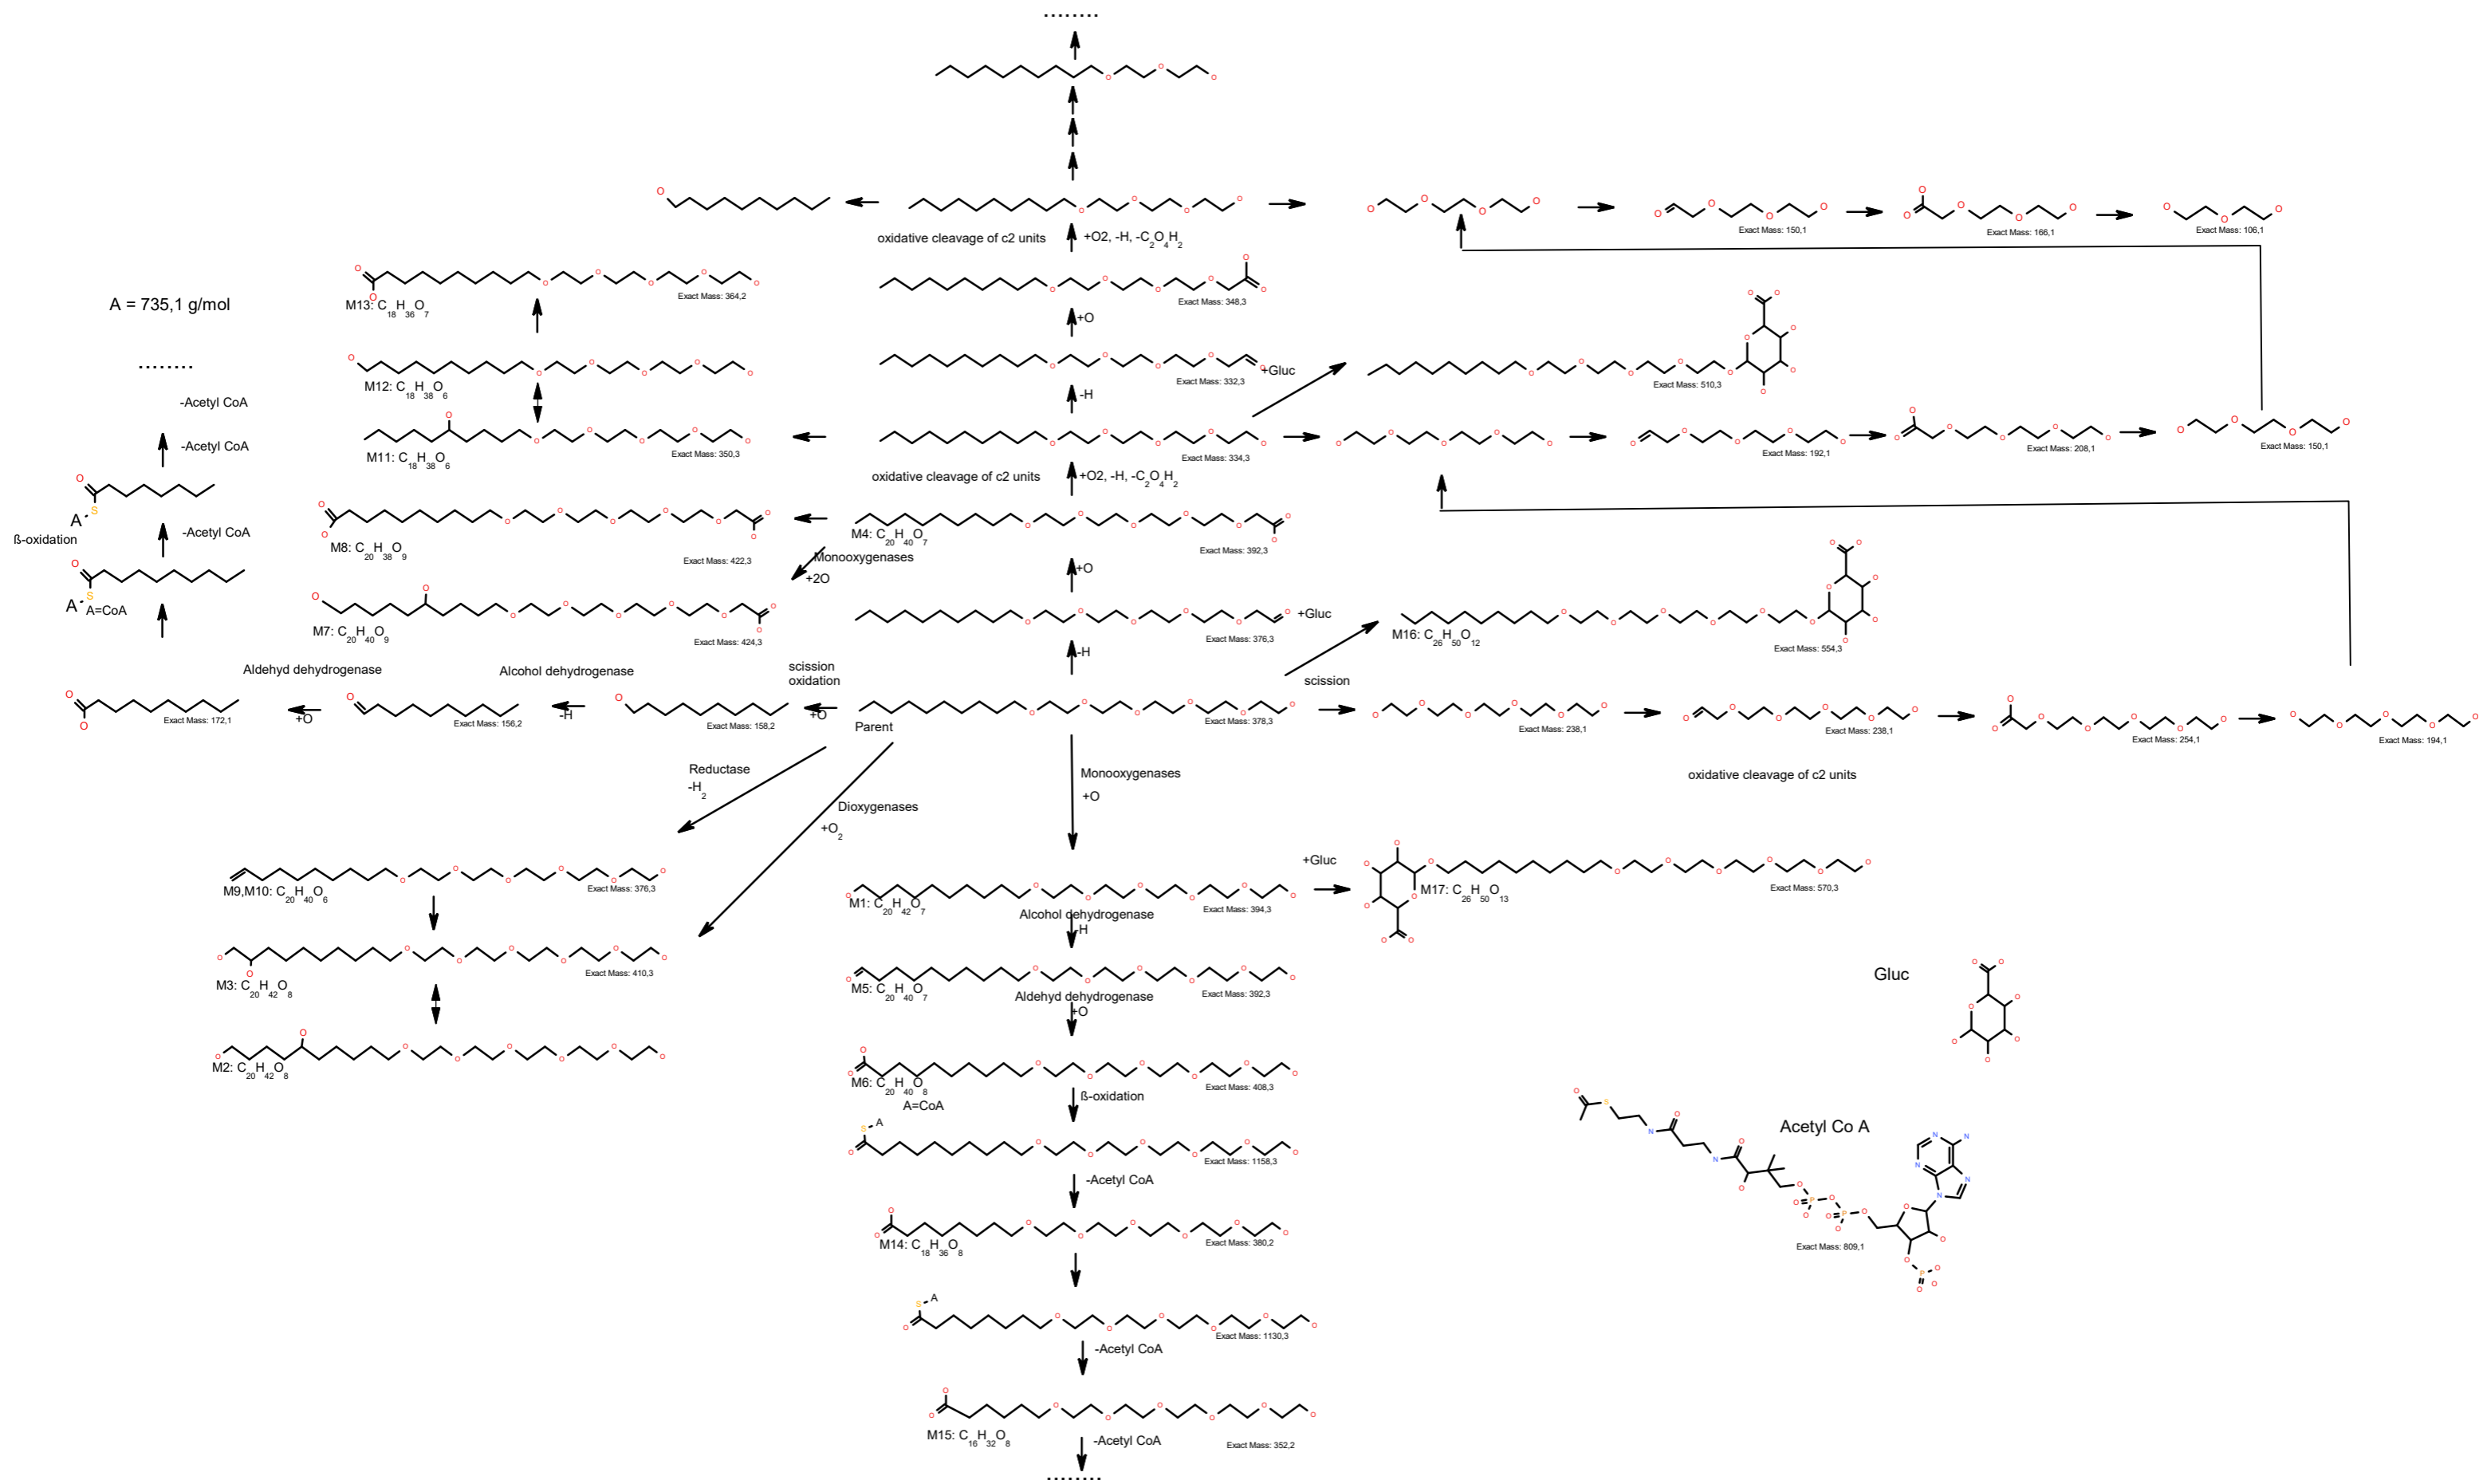 oxidative cleavage of c2 units
+O2, -H, -C2O4H2
Exact Mass: 150,1
Exact Mass: 166,1
Exact Mass: 106,1
A = 735,1 g/mol
M13: C18H36O7
Exact Mass: 364,2
Exact Mass: 348,3
+O
M12: C18H38O6
Exact Mass: 332,3
+Gluc
Exact Mass: 510,3
-H
-Acetyl CoA
-Acetyl CoA
M11: C18H38O6
Exact Mass: 350,3
Exact Mass: 334,3
Exact Mass: 192,1
Exact Mass: 208,1
Exact Mass: 150,1
oxidative cleavage of c2 units
+O2, -H, -C2O4H2
A
S
O
-Acetyl CoA
ß-oxidation
M8: C20H38O9
Exact Mass: 422,3
M4: C20H40O7
Exact Mass: 392,3
Monooxygenases
+2O
+O
A
S
O
A=CoA
M7: C20H40O9
Exact Mass: 424,3
Exact Mass: 376,3
+Gluc
M16: C26H50O12
Exact Mass: 554,3
-H
Aldehyd dehydrogenase
Alcohol dehydrogenase
scission
oxidation
scission
Exact Mass: 172,1
+O
Exact Mass: 156,2
-H
Exact Mass: 158,2
+O
Parent
Exact Mass: 378,3
Exact Mass: 238,1
Exact Mass: 238,1
Exact Mass: 254,1
Exact Mass: 194,1
oxidative cleavage of c2 units
Reductase
-H2
Dioxygenases
+O2
Monooxygenases
+O
M9,M10: C20H40O6
Exact Mass: 376,3
M1: C20H42O7
Exact Mass: 394,3
+Gluc
M17: C26H50O13
Exact Mass: 570,3
Alcohol dehydrogenase
-H
M3: C20H42O8
Exact Mass: 410,3
M5: C20H40O7
Exact Mass: 392,3
Gluc
Aldehyd dehydrogenase
+O
M2: C20H42O8
M6: C20H40O8
Exact Mass: 408,3
A=CoA
ß-oxidation
S
A
Exact Mass: 1158,3
Acetyl Co A
-Acetyl CoA
M14: C18H36O8
Exact Mass: 380,2
Exact Mass: 809,1
S
A
Exact Mass: 1130,3
-Acetyl CoA
M15: C16H32O8
Exact Mass: 352,2
-Acetyl CoA